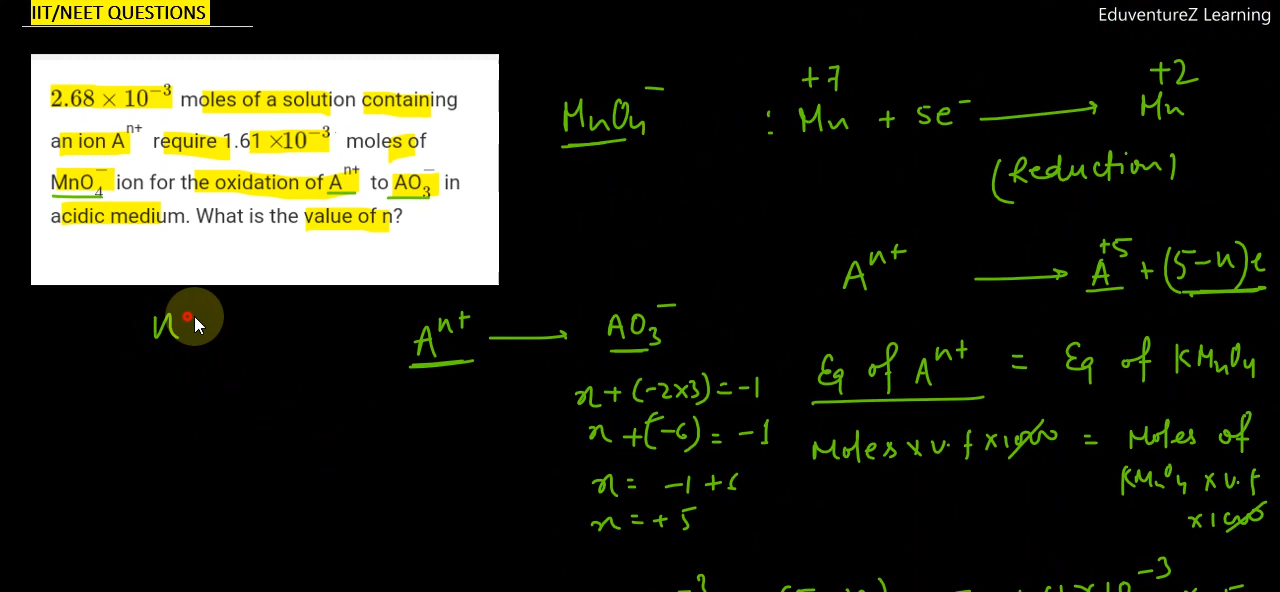 IIT/NEET QUESTIONS
EduventureZ Learning
2.68 × 10⁻³ moles of a solution containing
an ion Aⁿ⁺ require 1.61 ×10⁻³ moles of
MnO₄⁻ ion for the oxidation of Aⁿ⁺ to AO₃⁻ in
acidic medium. What is the value of n?
+7 +2
MnO₄⁻ : Mn + 5e⁻ ⟶ Mn
(Reduction)
Aⁿ⁺ ⟶ A⁺⁵ + (5-n)e
n
Aⁿ⁺ ⟶ AO₃⁻
x + (-2×3) = -1
x + (-6) = -1
x = -1 + 6
x = +5
Eq of Aⁿ⁺ = Eq of KMnO₄
Moles × v.f × 1000 = Moles of
KMnO₄ × v.f
× 1000